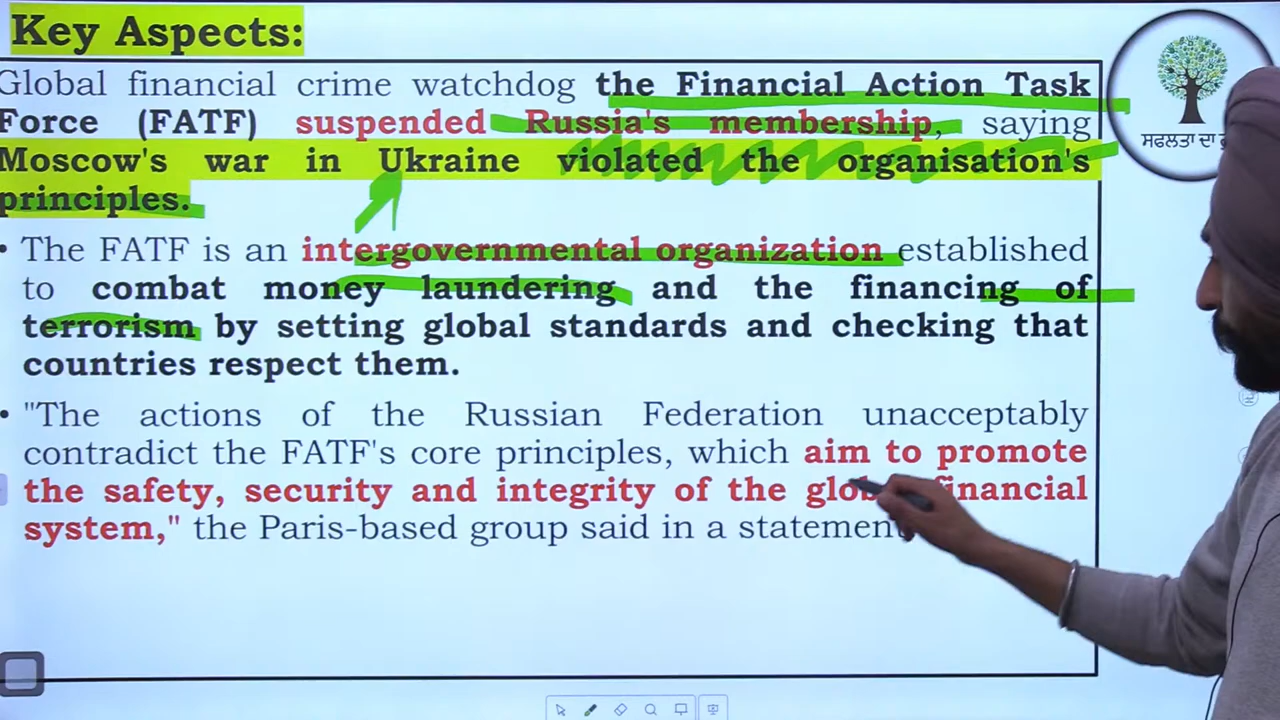 Key Aspects:
Global financial crime watchdog the Financial Action Task
Force (FATF) suspended Russia's membership, saying
Moscow's war in Ukraine violated the organisation's
principles.
• The FATF is an intergovernmental organization established
to combat money laundering and the financing of
terrorism by setting global standards and checking that
countries respect them.
• "The actions of the Russian Federation unacceptably
contradict the FATF's core principles, which aim to promote
the safety, security and integrity of the financial
system," the Paris-based group said in a statement
ਸਫਲਤਾ ਦਾ